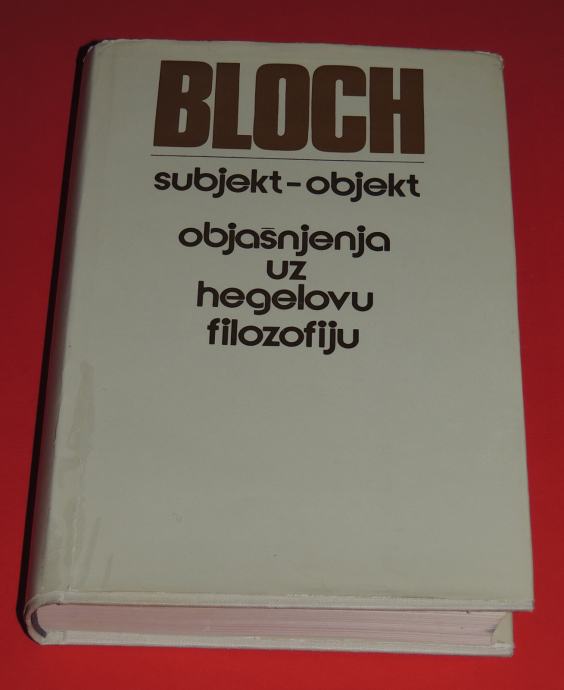 BLOCH
subjekt-objekt
objašnjenja
uz
hegelovu
filozofiju